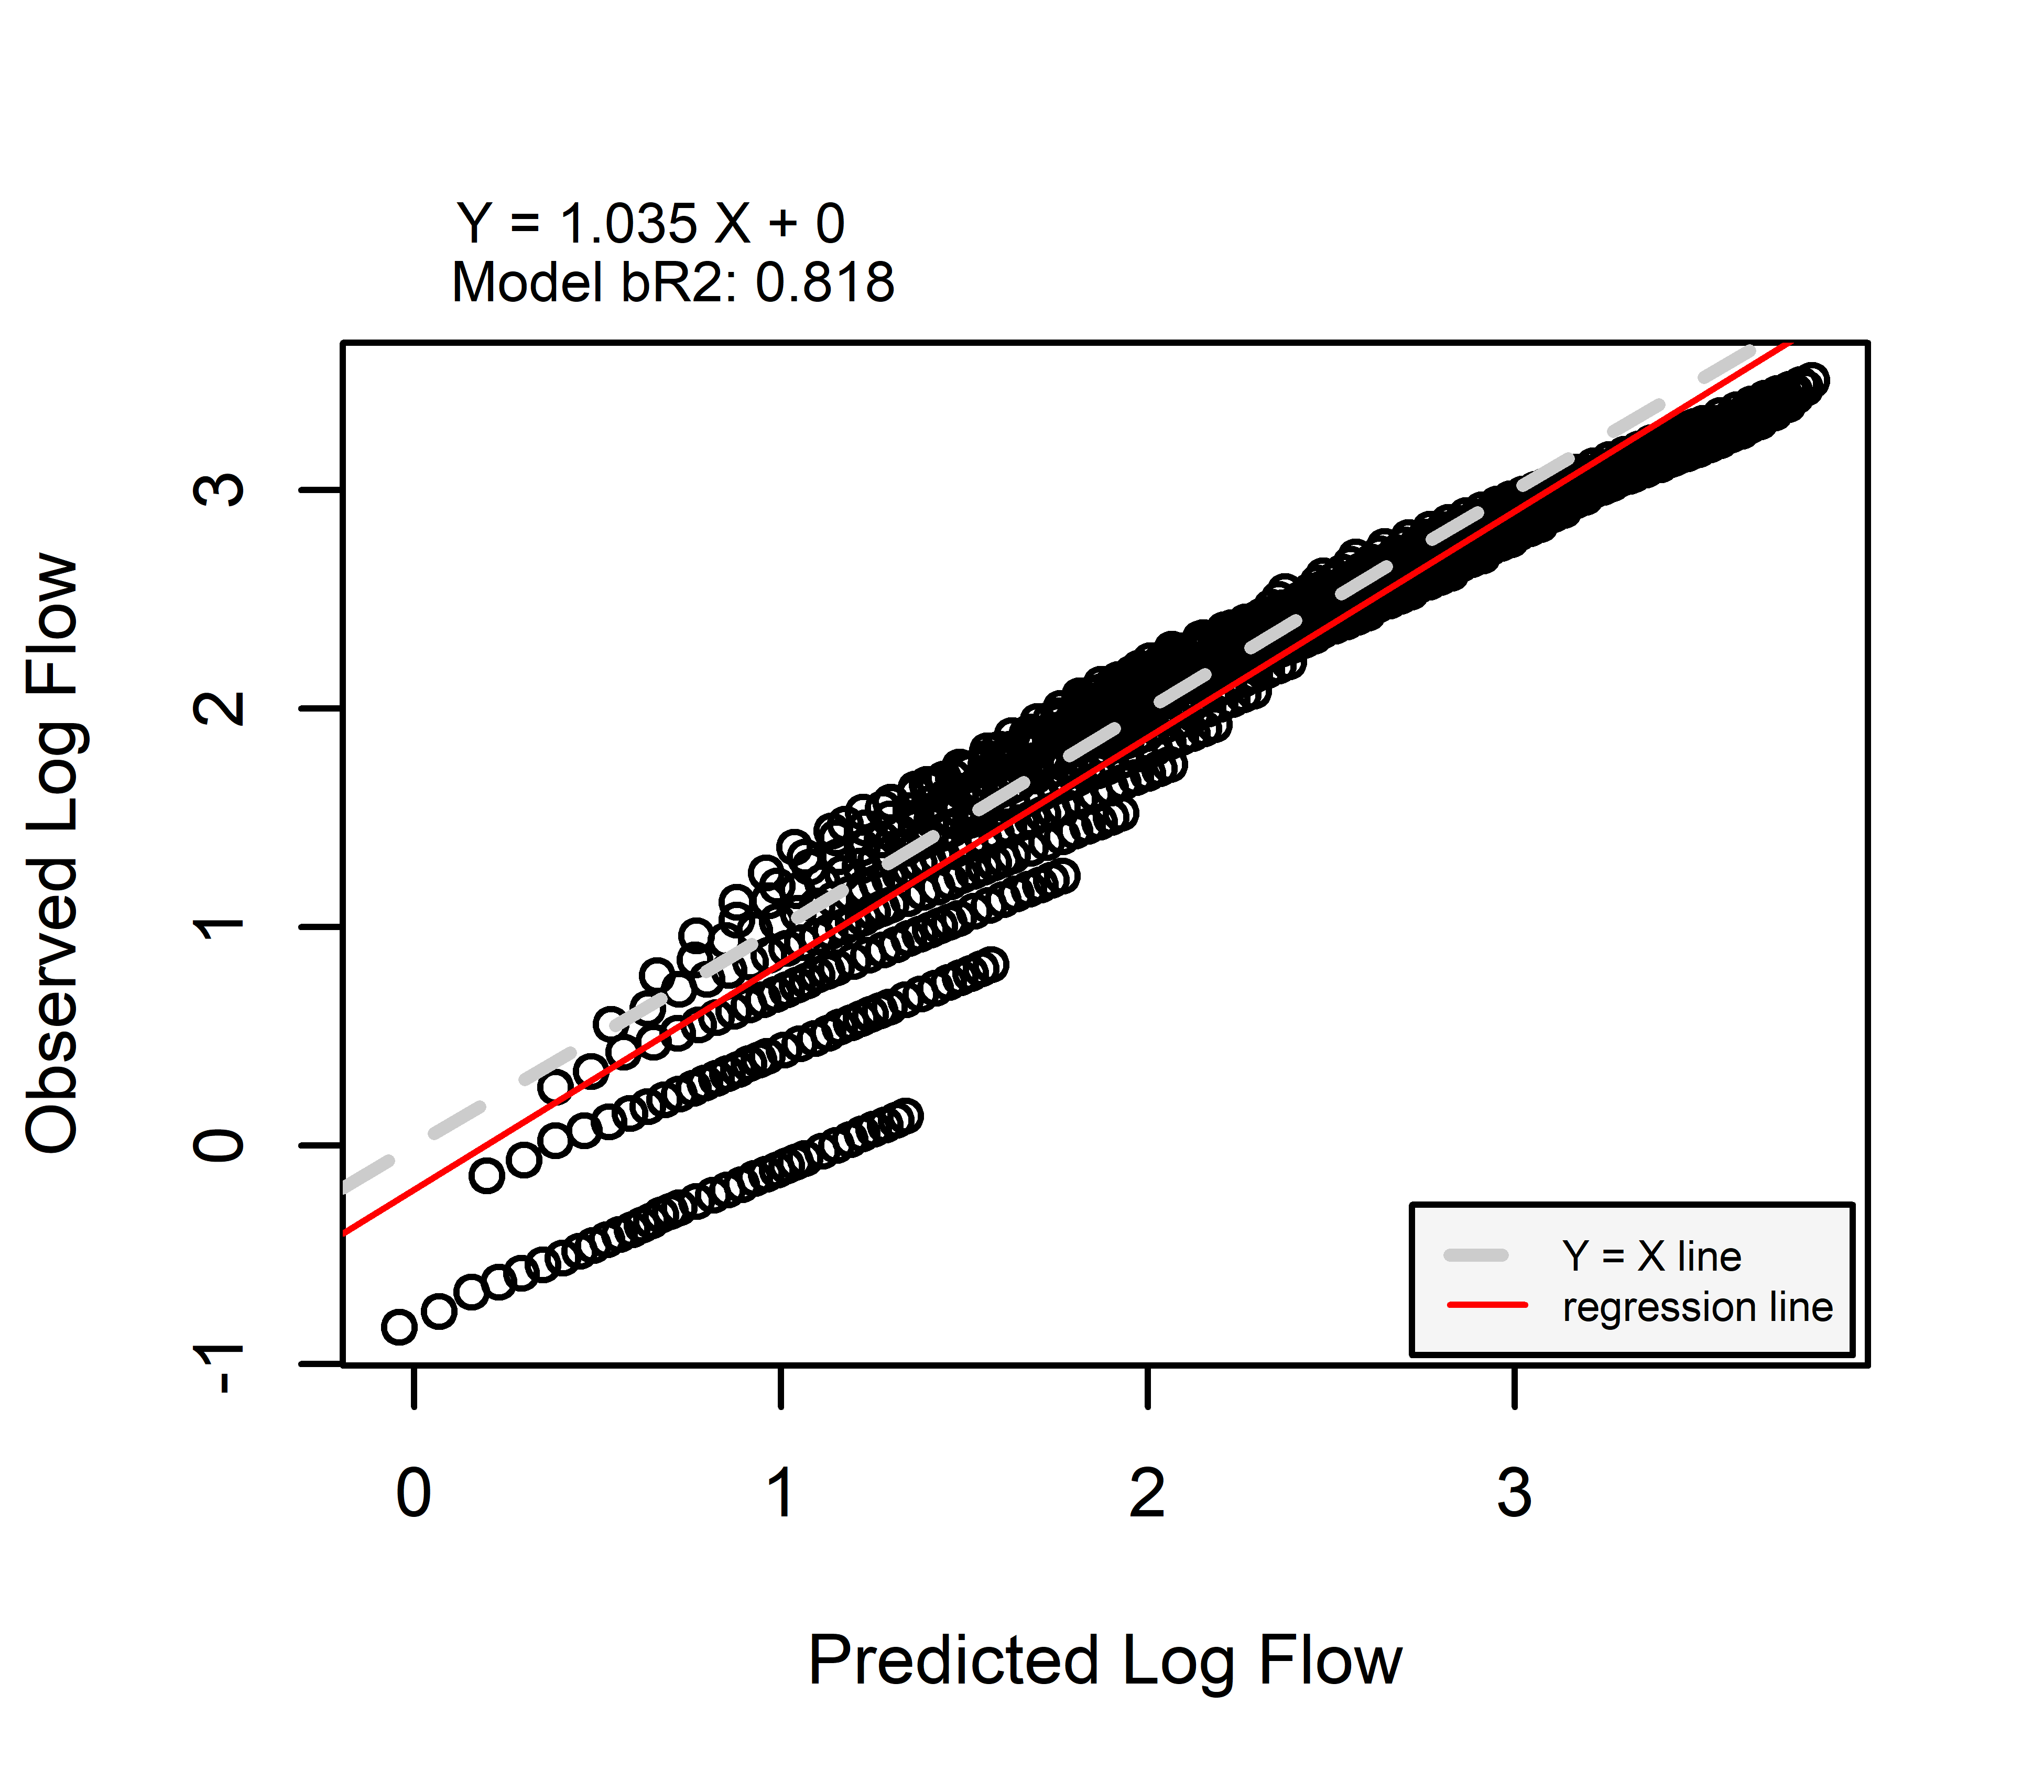 Y = 1.035 X + 0
Model bR2: 0.818
Observed Log Flow
3
2
1
0
-1
0 1 2 3
Predicted Log Flow
Y = X line
regression line